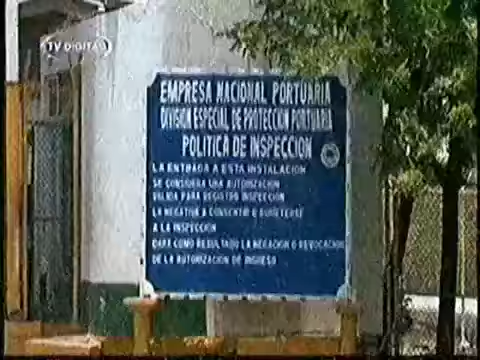 TV DIGITAL
EMPRESA NACIONAL PORTUARIA
DIVISION ESPECIAL DE PROTECCION PORTUARIA
POLITICA DE INSPECCION
LA ENTRADA A ESTA INSTALACION
SE CONSIDERA UNA AUTORIZACION
VALIDA PARA REGISTOS INSPECCION
LA NEGATIVA A CONSENTIR O SOMETERSE
A LA INSPECCION
DARA COMO RESULTADO LA NEGACION O REVOCACION
DE LA AUTORIZACION DE INGRESO